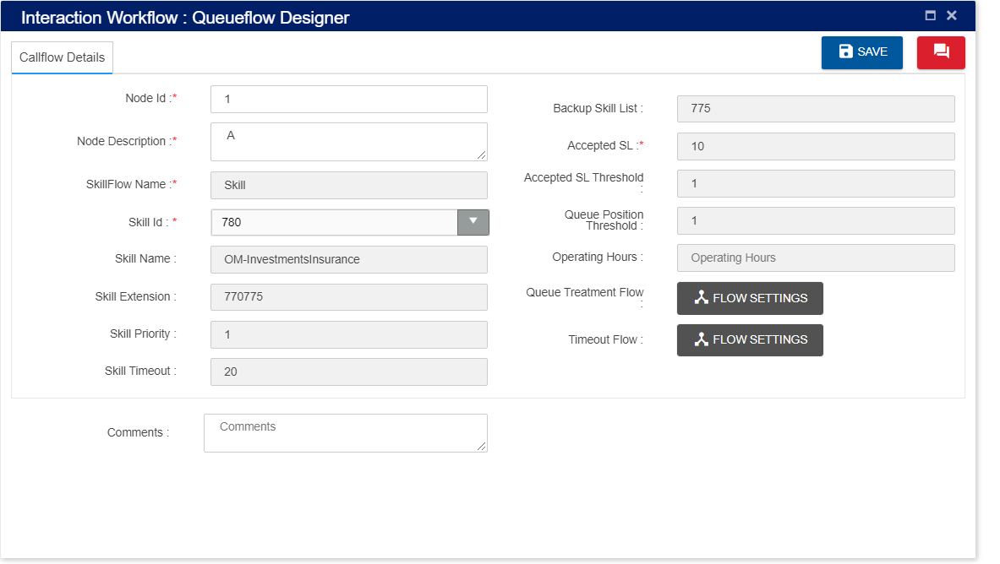 Interaction Workflow : Queueflow Designer
Callflow Details
SAVE
Node Id :*
1
Node Description :*
A
SkillFlow Name :*
Skill
Skill Id : *
780
Skill Name :
OM-InvestmentsInsurance
Skill Extension :
770775
Skill Priority :
1
Skill Timeout :
20
Backup Skill List :
775
Accepted SL :*
10
Accepted SL Threshold
:
1
Queue Position
Threshold :
1
Operating Hours :
Operating Hours
Queue Treatment Flow
:
FLOW SETTINGS
Timeout Flow :
FLOW SETTINGS
Comments :
Comments